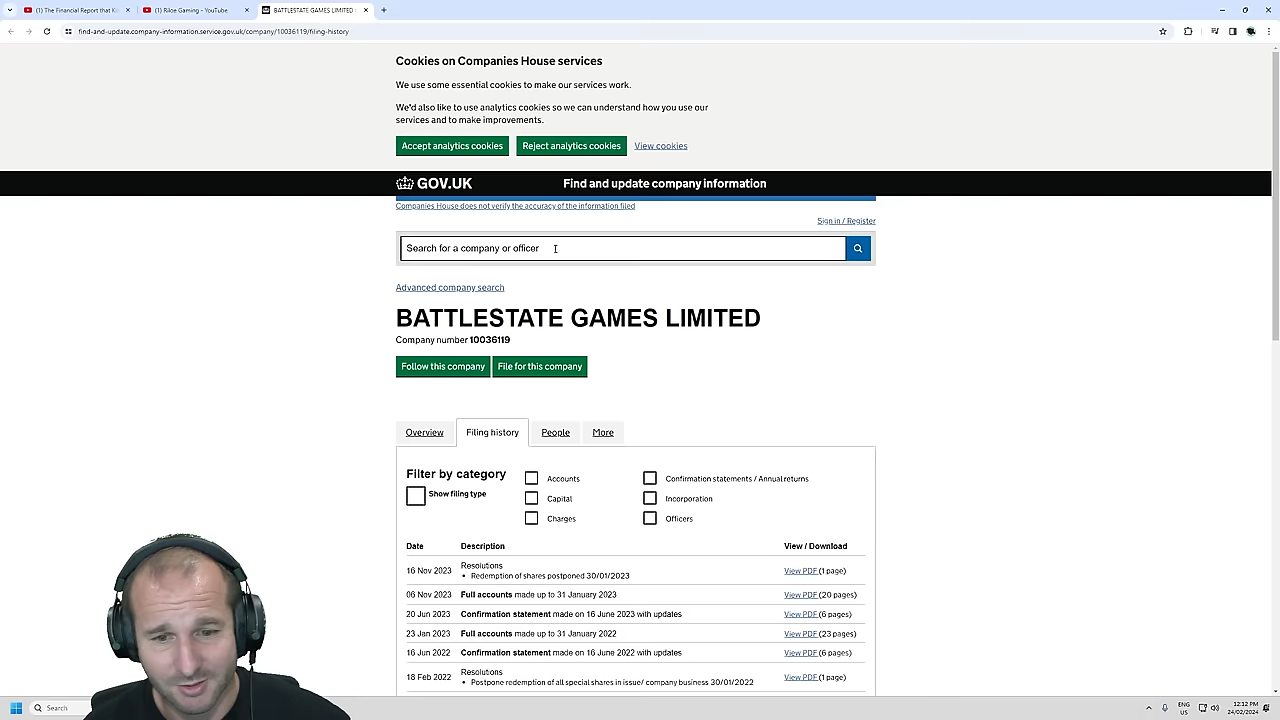 (1) The Financial Report that Ki
(1) Riloe Gaming - YouTube
BATTLESTATE GAMES LIMITED
find-and-update.company-information.service.gov.uk/company/10036119/filing-history
Cookies on Companies House services
We use some essential cookies to make our services work.
We'd also like to use analytics cookies so we can understand how you use our
services and to make improvements.
Accept analytics cookies
Reject analytics cookies
View cookies
GOV.UK
Find and update company information
Companies House does not verify the accuracy of the information filed
Sign in / Register
Search for a company or officer
Advanced company search
BATTLESTATE GAMES LIMITED
Company number 10036119
Follow this company
File for this company
Overview
Filing history
People
More
Filter by category
Show filing type
Accounts
Confirmation statements / Annual returns
Capital
Incorporation
Charges
Officers
Date Description View / Download
16 Nov 2023 Resolutions View PDF (1 page)
• Redemption of shares postponed 30/01/2023
06 Nov 2023 Full accounts made up to 31 January 2023 View PDF (20 pages)
20 Jun 2023 Confirmation statement made on 16 June 2023 with updates View PDF (6 pages)
23 Jan 2023 Full accounts made up to 31 January 2022 View PDF (23 pages)
16 Jun 2022 Confirmation statement made on 16 June 2022 with updates View PDF (6 pages)
18 Feb 2022 Resolutions View PDF (1 page)
• Postpone redemption of all special shares in issue/ company business 30/01/2022
Search
ENG
US
12:12 PM
24/02/2024